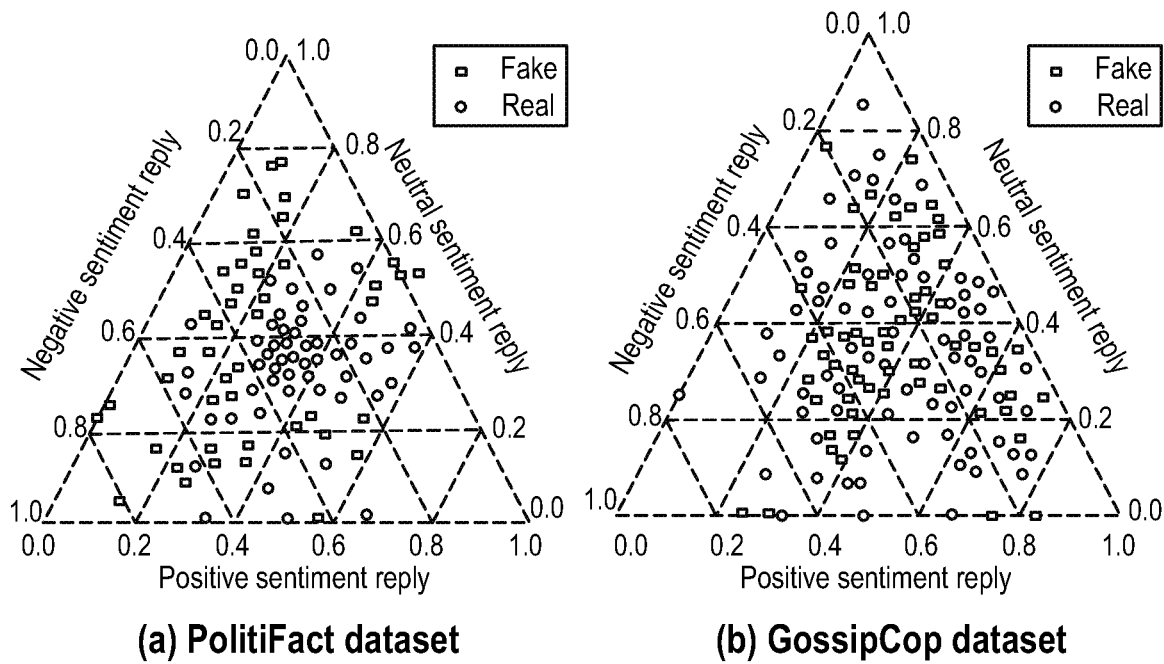 0.0 1.0
Fake
Real
0.2
0.8
Negative sentiment reply
Neutral sentiment reply
0.4
0.6
0.6
0.4
0.8
0.2
1.0
0.0
0.0 0.2 0.4 0.6 0.8 1.0
Positive sentiment reply
(a) PolitiFact dataset
0.0 1.0
Fake
Real
0.2
0.8
Negative sentiment reply
Neutral sentiment reply
0.4
0.6
0.6
0.4
0.8
0.2
1.0
0.0
0.0 0.2 0.4 0.6 0.8 1.0
Positive sentiment reply
(b) GossipCop dataset